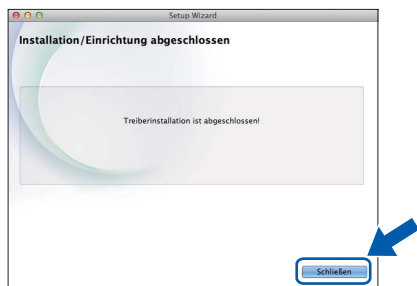 Setup Wizard
Installation/Einrichtung abgeschlossen
Treiberinstallation ist abgeschlossen!
Schließen